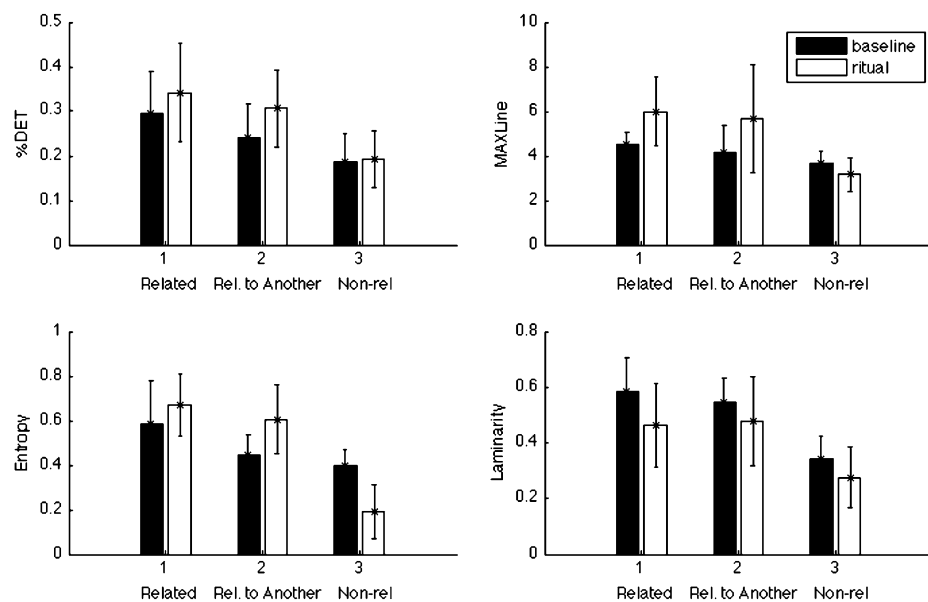 0.5
0.4
0.3
0.2
0.1
0
%DET
1 2 3
Related Rel. to Another Non-rel
10
8
6
4
2
0
MAXLine
1 2 3
Related Rel. to Another Non-rel
baseline
ritual
1
0.8
0.6
0.4
0.2
0
Entropy
1 2 3
Related Rel. to Another Non-rel
0.8
0.6
0.4
0.2
0
Laminarity
1 2 3
Related Rel. to Another Non-rel